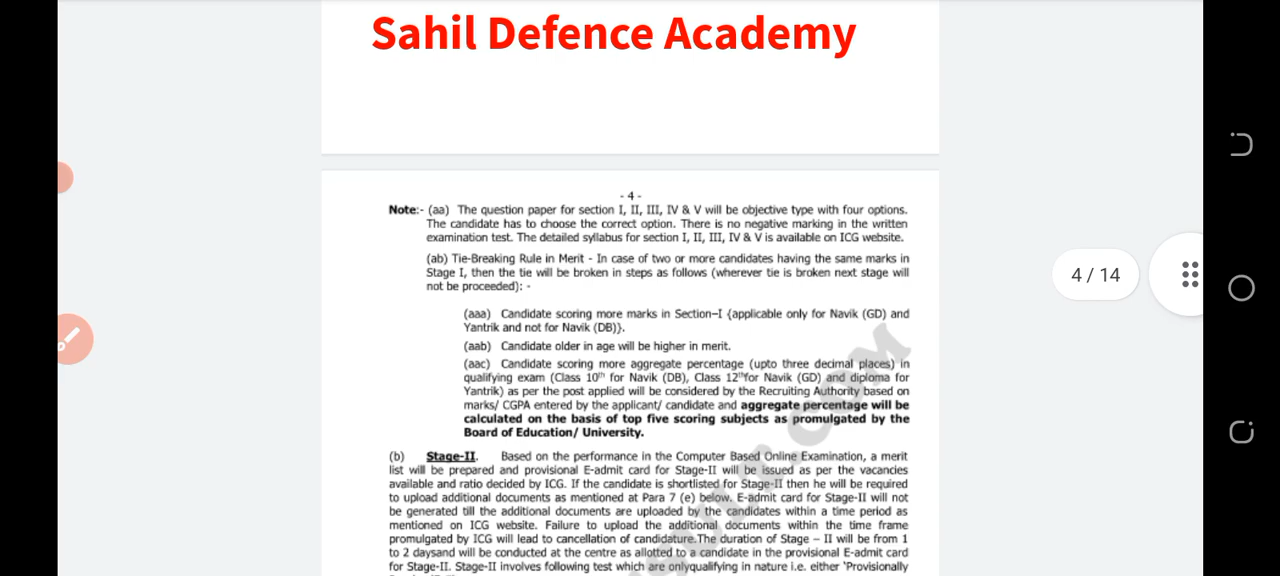 Sahil Defence Academy
- 4 -
Note:- (aa) The question paper for section I, II, III, IV & V will be objective type with four options.
The candidate has to choose the correct option. There is no negative marking in the written
examination test. The detailed syllabus for section I, II, III, IV & V is available on ICG website.
(ab) Tie-Breaking Rule in Merit - In case of two or more candidates having the same marks in
Stage I, then the tie will be broken in steps as follows (wherever tie is broken next stage will
not be proceeded): -
(aaa) Candidate scoring more marks in Section–I {applicable only for Navik (GD) and
Yantrik and not for Navik (DB)}.
(aab) Candidate older in age will be higher in merit.
(aac) Candidate scoring more aggregate percentage (upto three decimal places) in
qualifying exam (Class 10th for Navik (DB), Class 12thfor Navik (GD) and diploma for
Yantrik) as per the post applied will be considered by the Recruiting Authority based on
marks/ CGPA entered by the applicant/ candidate and aggregate percentage will be
calculated on the basis of top five scoring subjects as promulgated by the
Board of Education/ University.
(b) Stage-II. Based on the performance in the Computer Based Online Examination, a merit
list will be prepared and provisional E-admit card for Stage-II will be issued as per the vacancies
available and ratio decided by ICG. If the candidate is shortlisted for Stage-II then he will be required
to upload additional documents as mentioned at Para 7 (e) below. E-admit card for Stage-II will not
be generated till the additional documents are uploaded by the candidates within a time period as
mentioned on ICG website. Failure to upload the additional documents within the time frame
promulgated by ICG will lead to cancellation of candidature.The duration of Stage – II will be from 1
to 2 daysand will be conducted at the centre as allotted to a candidate in the provisional E-admit card
for Stage-II. Stage-II involves following test which are onlyqualifying in nature i.e. either 'Provisionally
4 / 14